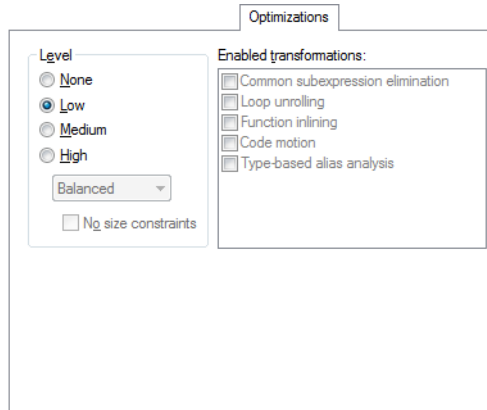 Optimizations
Level
None
Low
Medium
High
Balanced
No size constraints
Enabled transformations:
Common subexpression elimination
Loop unrolling
Function inlining
Code motion
Type-based alias analysis